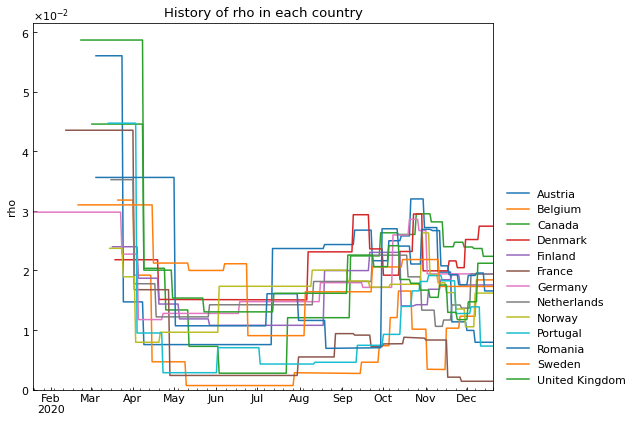 History of rho in each country
×10⁻²
6
5
4
3
2
1
0
rho
Feb Mar Apr May Jun Jul Aug Sep Oct Nov Dec
2020
Austria
Belgium
Canada
Denmark
Finland
France
Germany
Netherlands
Norway
Portugal
Romania
Sweden
United Kingdom